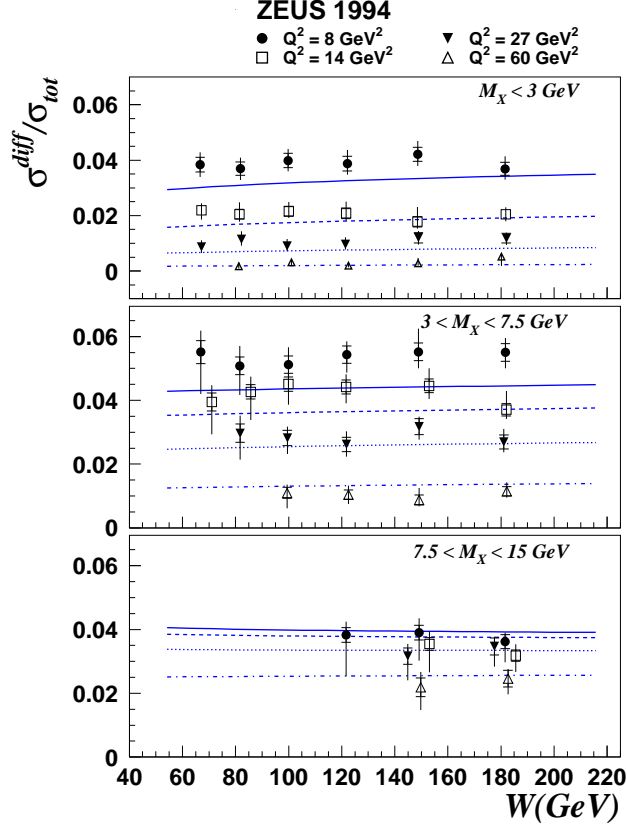 ZEUS 1994
Q² = 8 GeV² Q² = 27 GeV²
Q² = 14 GeV² Q² = 60 GeV²
σ^diff/σ_tot
M_X < 3 GeV
0.06
0.04
0.02
0
3 < M_X < 7.5 GeV
0.06
0.04
0.02
0
7.5 < M_X < 15 GeV
0.06
0.04
0.02
0
40 60 80 100 120 140 160 180 200 220
W(GeV)